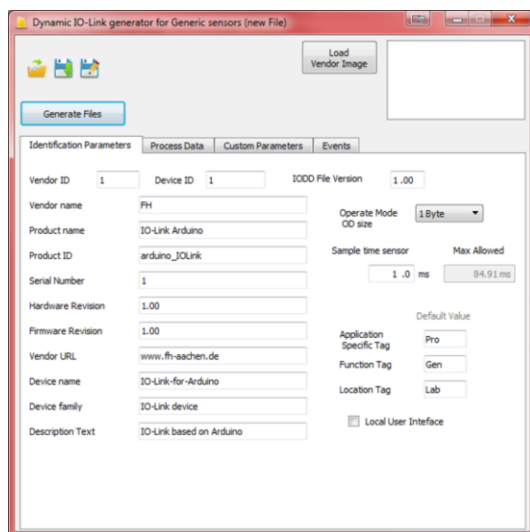 Dynamic IO-Link generator for Generic sensors (new File)
Load
Vendor Image
Generate Files
Identification Parameters Process Data Custom Parameters Events
Vendor ID 1 Device ID 1 IODD File Version 1 .00
Vendor name FH
Operate Mode
OD size 1 Byte
Product name IO-Link Arduino
Product ID arduino_IOLink
Sample time sensor Max Allowed
1 .0 ms 84.91 ms
Serial Number 1
Hardware Revision 1.00
Default Value
Firmware Revision 1.00
Application
Specific Tag Pro
Vendor URL www.fh-aachen.de
Function Tag Gen
Device name IO-Link-for-Arduino
Location Tag Lab
Device family IO-Link device
Local User Inteface
Description Text IO-Link based on Arduino